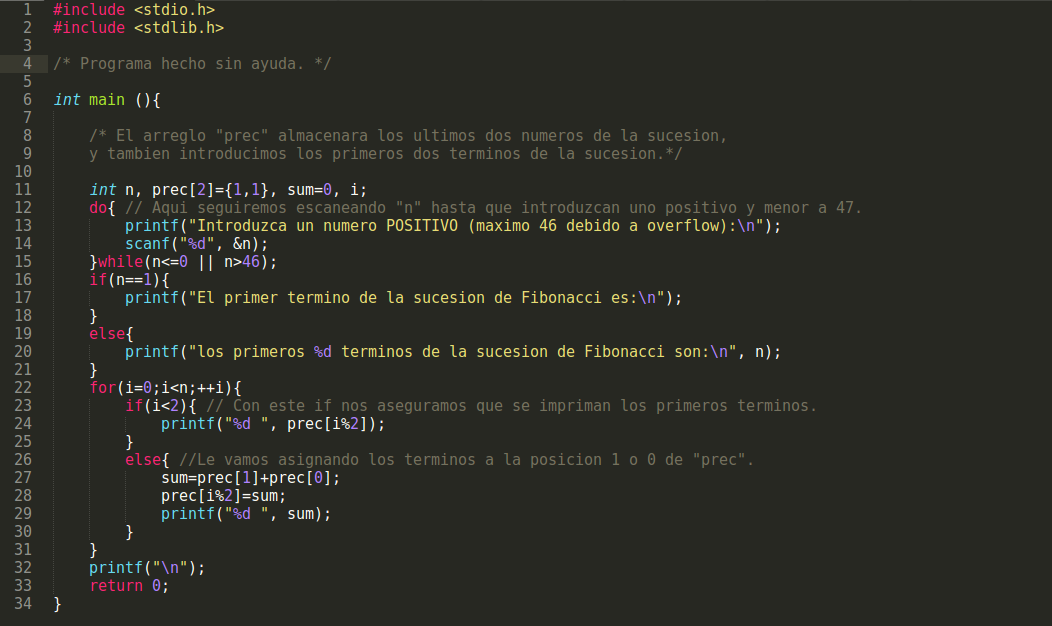 1 #include <stdio.h>
2 #include <stdlib.h>
3
4 /* Programa hecho sin ayuda. */
5
6 int main (){
7
8 /* El arreglo "prec" almacenara los ultimos dos numeros de la sucesion,
9 y tambien introducimos los primeros dos terminos de la sucesion.*/
10
11 int n, prec[2]={1,1}, sum=0, i;
12 do{ // Aqui seguiremos escaneando "n" hasta que introduzcan uno positivo y menor a 47.
13 printf("Introduzca un numero POSITIVO (maximo 46 debido a overflow):\n");
14 scanf("%d", &n);
15 }while(n<=0 || n>46);
16 if(n==1){
17 printf("El primer termino de la sucesion de Fibonacci es:\n");
18 }
19 else{
20 printf("los primeros %d terminos de la sucesion de Fibonacci son:\n", n);
21 }
22 for(i=0;i<n;++i){
23 if(i<2){ // Con este if nos aseguramos que se impriman los primeros terminos.
24 printf("%d ", prec[i%2]);
25 }
26 else{ //Le vamos asignando los terminos a la posicion 1 o 0 de "prec".
27 sum=prec[1]+prec[0];
28 prec[i%2]=sum;
29 printf("%d ", sum);
30 }
31 }
32 printf("\n");
33 return 0;
34 }